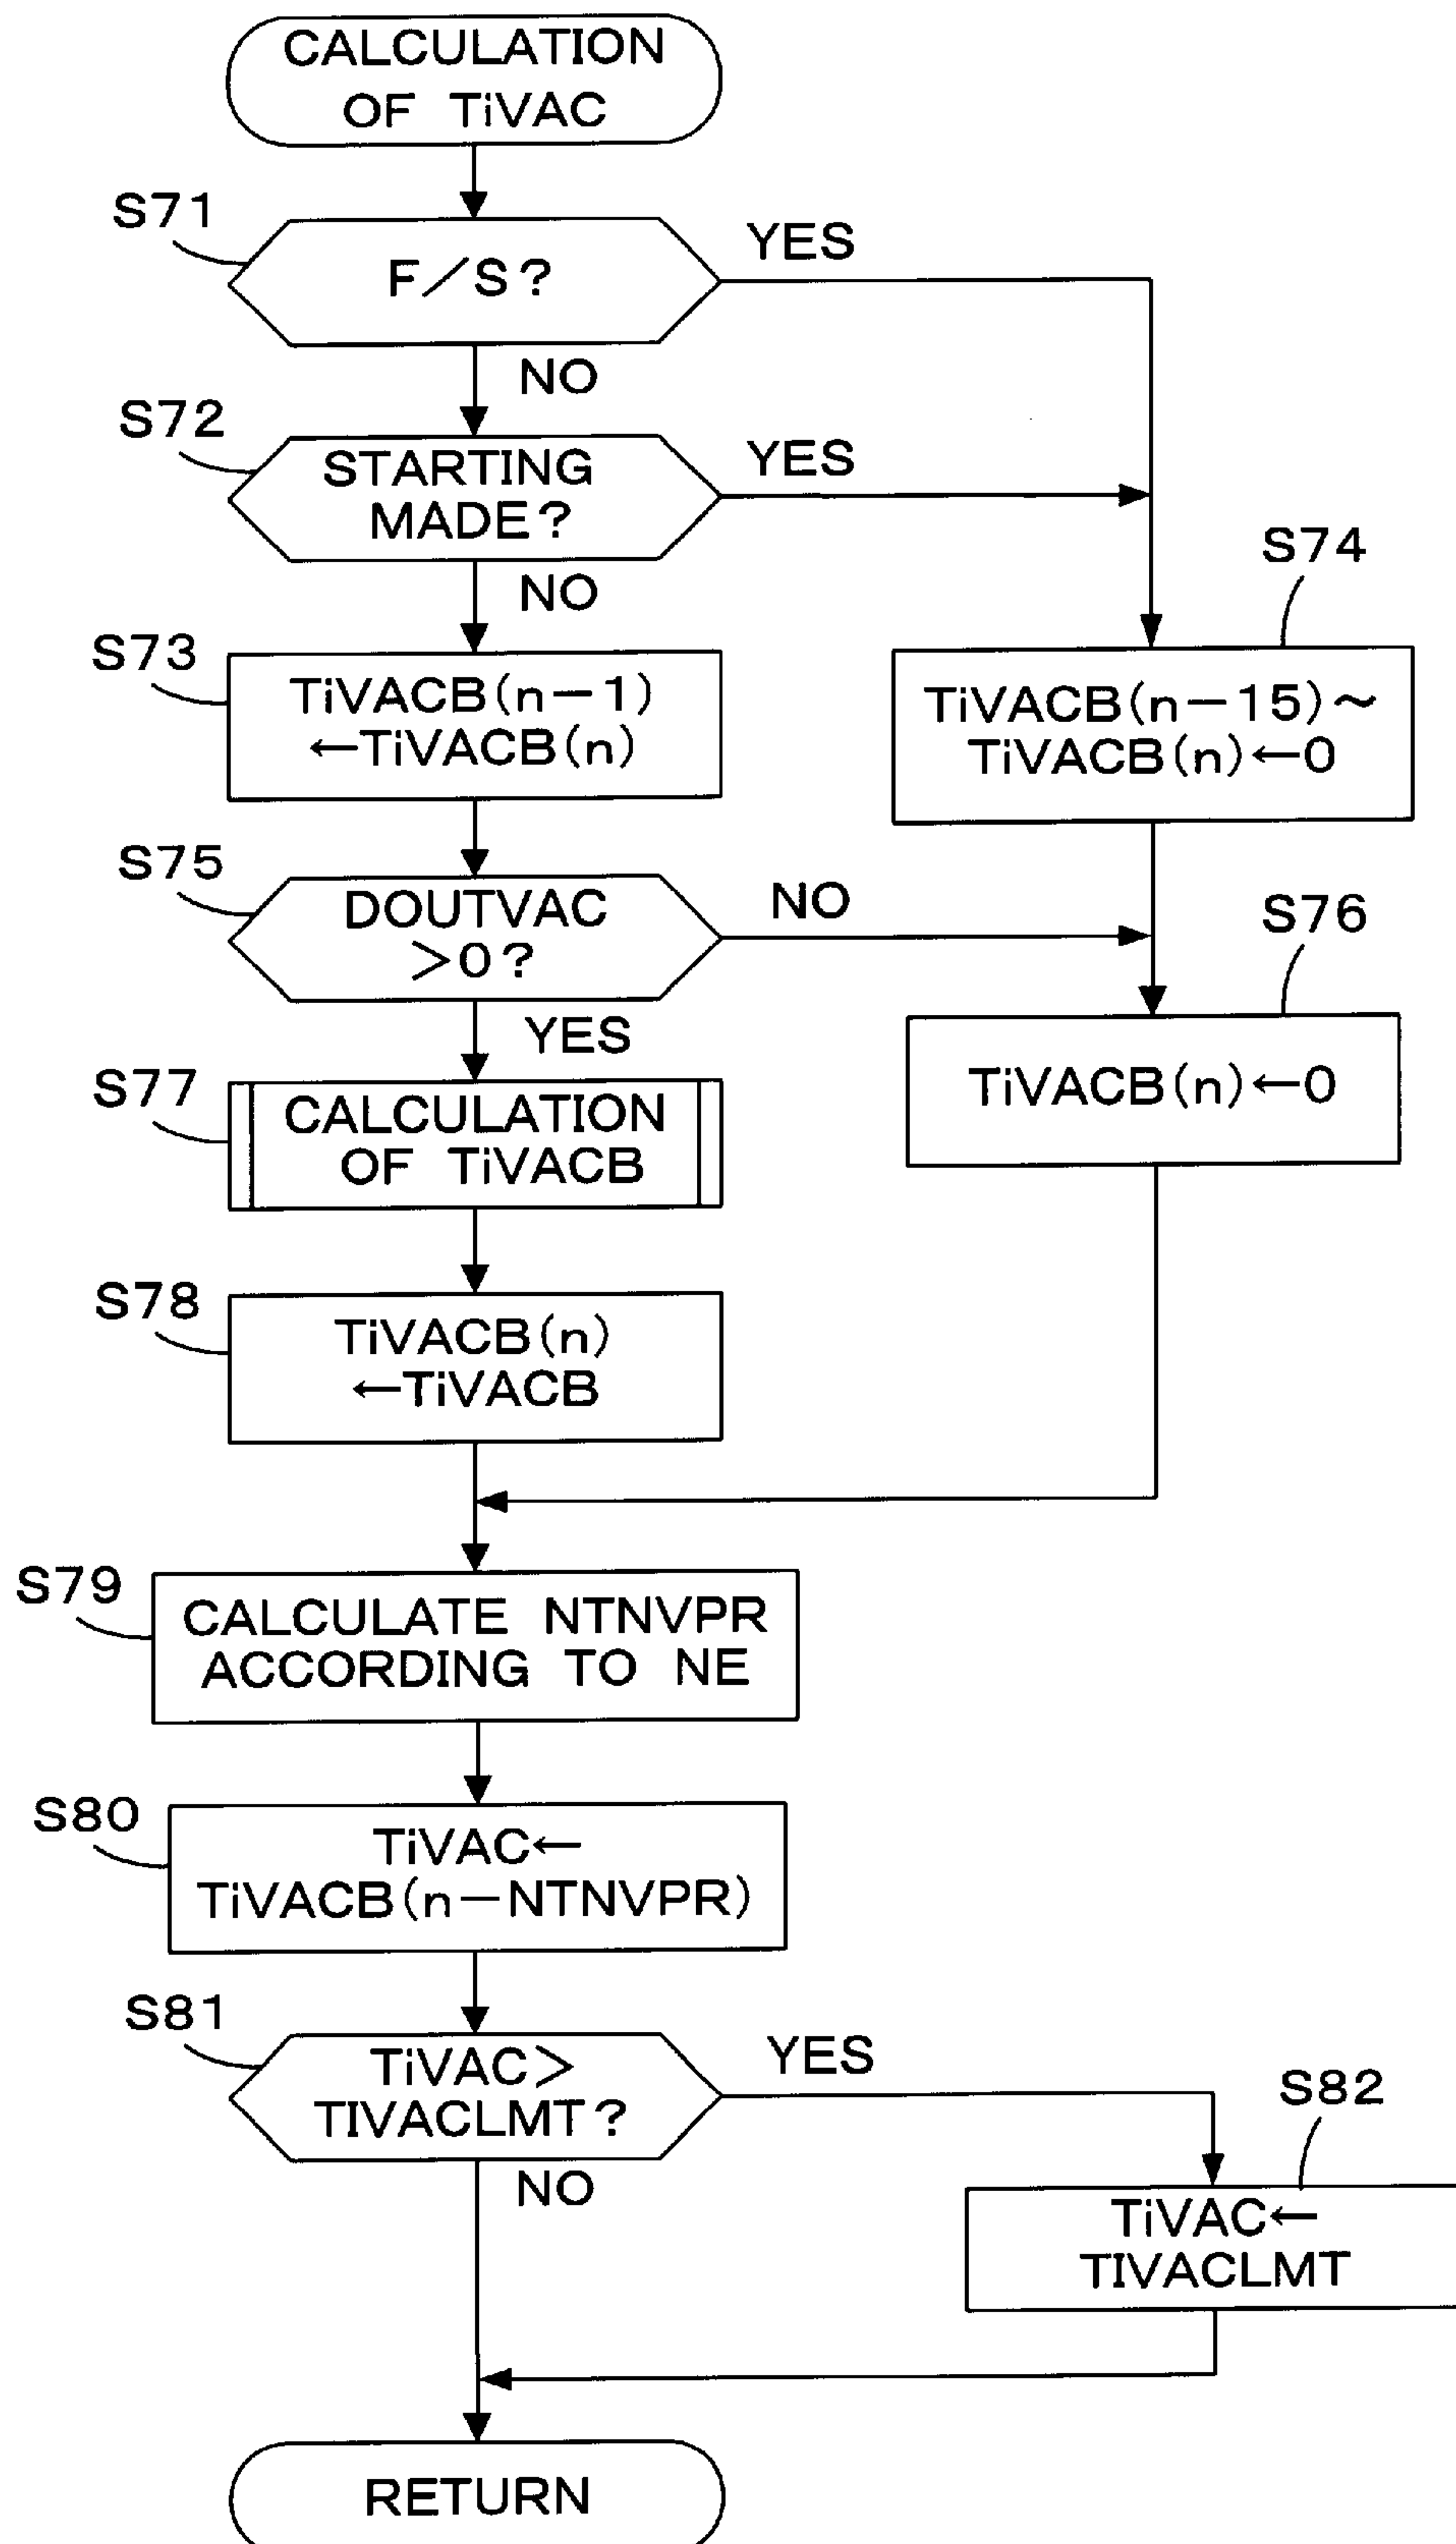 CALCULATION
OF TiVAC
S71
F/S?
YES
NO
S72
STARTING
MADE?
YES
NO
S73
TiVACB(n-1)
←TiVACB(n)
S74
TiVACB(n-15)~
TiVACB(n)←0
S75
DOUTVAC
>0?
NO
YES
S76
TiVACB(n)←0
S77
CALCULATION
OF TiVACB
S78
TiVACB(n)
←TiVACB
S79
CALCULATE NTNVPR
ACCORDING TO NE
S80
TiVAC←
TiVACB(n-NTNVPR)
S81
TiVAC>
TIVACLMT?
YES
NO
S82
TiVAC←
TIVACLMT
RETURN